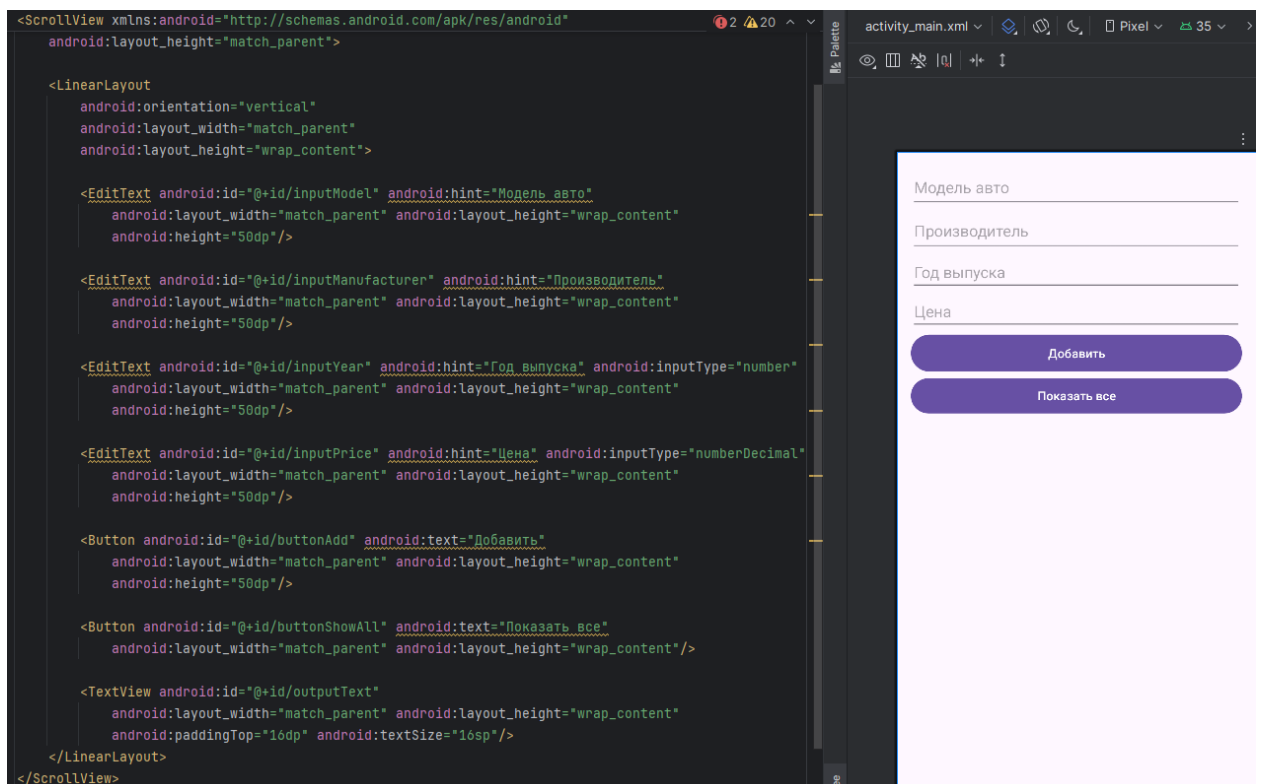 <ScrollView xmlns:android="http://schemas.android.com/apk/res/android"
2 20
android:layout_height="match_parent">
<LinearLayout
android:orientation="vertical"
android:layout_width="match_parent"
android:layout_height="wrap_content">
<EditText android:id="@+id/inputModel" android:hint="Модель авто"
android:layout_width="match_parent" android:layout_height="wrap_content"
android:height="50dp"/>
<EditText android:id="@+id/inputManufacturer" android:hint="Производитель"
android:layout_width="match_parent" android:layout_height="wrap_content"
android:height="50dp"/>
<EditText android:id="@+id/inputYear" android:hint="Год выпуска" android:inputType="number"
android:layout_width="match_parent" android:layout_height="wrap_content"
android:height="50dp"/>
<EditText android:id="@+id/inputPrice" android:hint="Цена" android:inputType="numberDecimal"
android:layout_width="match_parent" android:layout_height="wrap_content"
android:height="50dp"/>
<Button android:id="@+id/buttonAdd" android:text="Добавить"
android:layout_width="match_parent" android:layout_height="wrap_content"
android:height="50dp"/>
<Button android:id="@+id/buttonShowAll" android:text="Показать все"
android:layout_width="match_parent" android:layout_height="wrap_content"/>
<TextView android:id="@+id/outputText"
android:layout_width="match_parent" android:layout_height="wrap_content"
android:paddingTop="16dp" android:textSize="16sp"/>
</LinearLayout>
</ScrollView>
Palette
activity_main.xml
Pixel
35
Модель авто
Производитель
Год выпуска
Цена
Добавить
Показать все